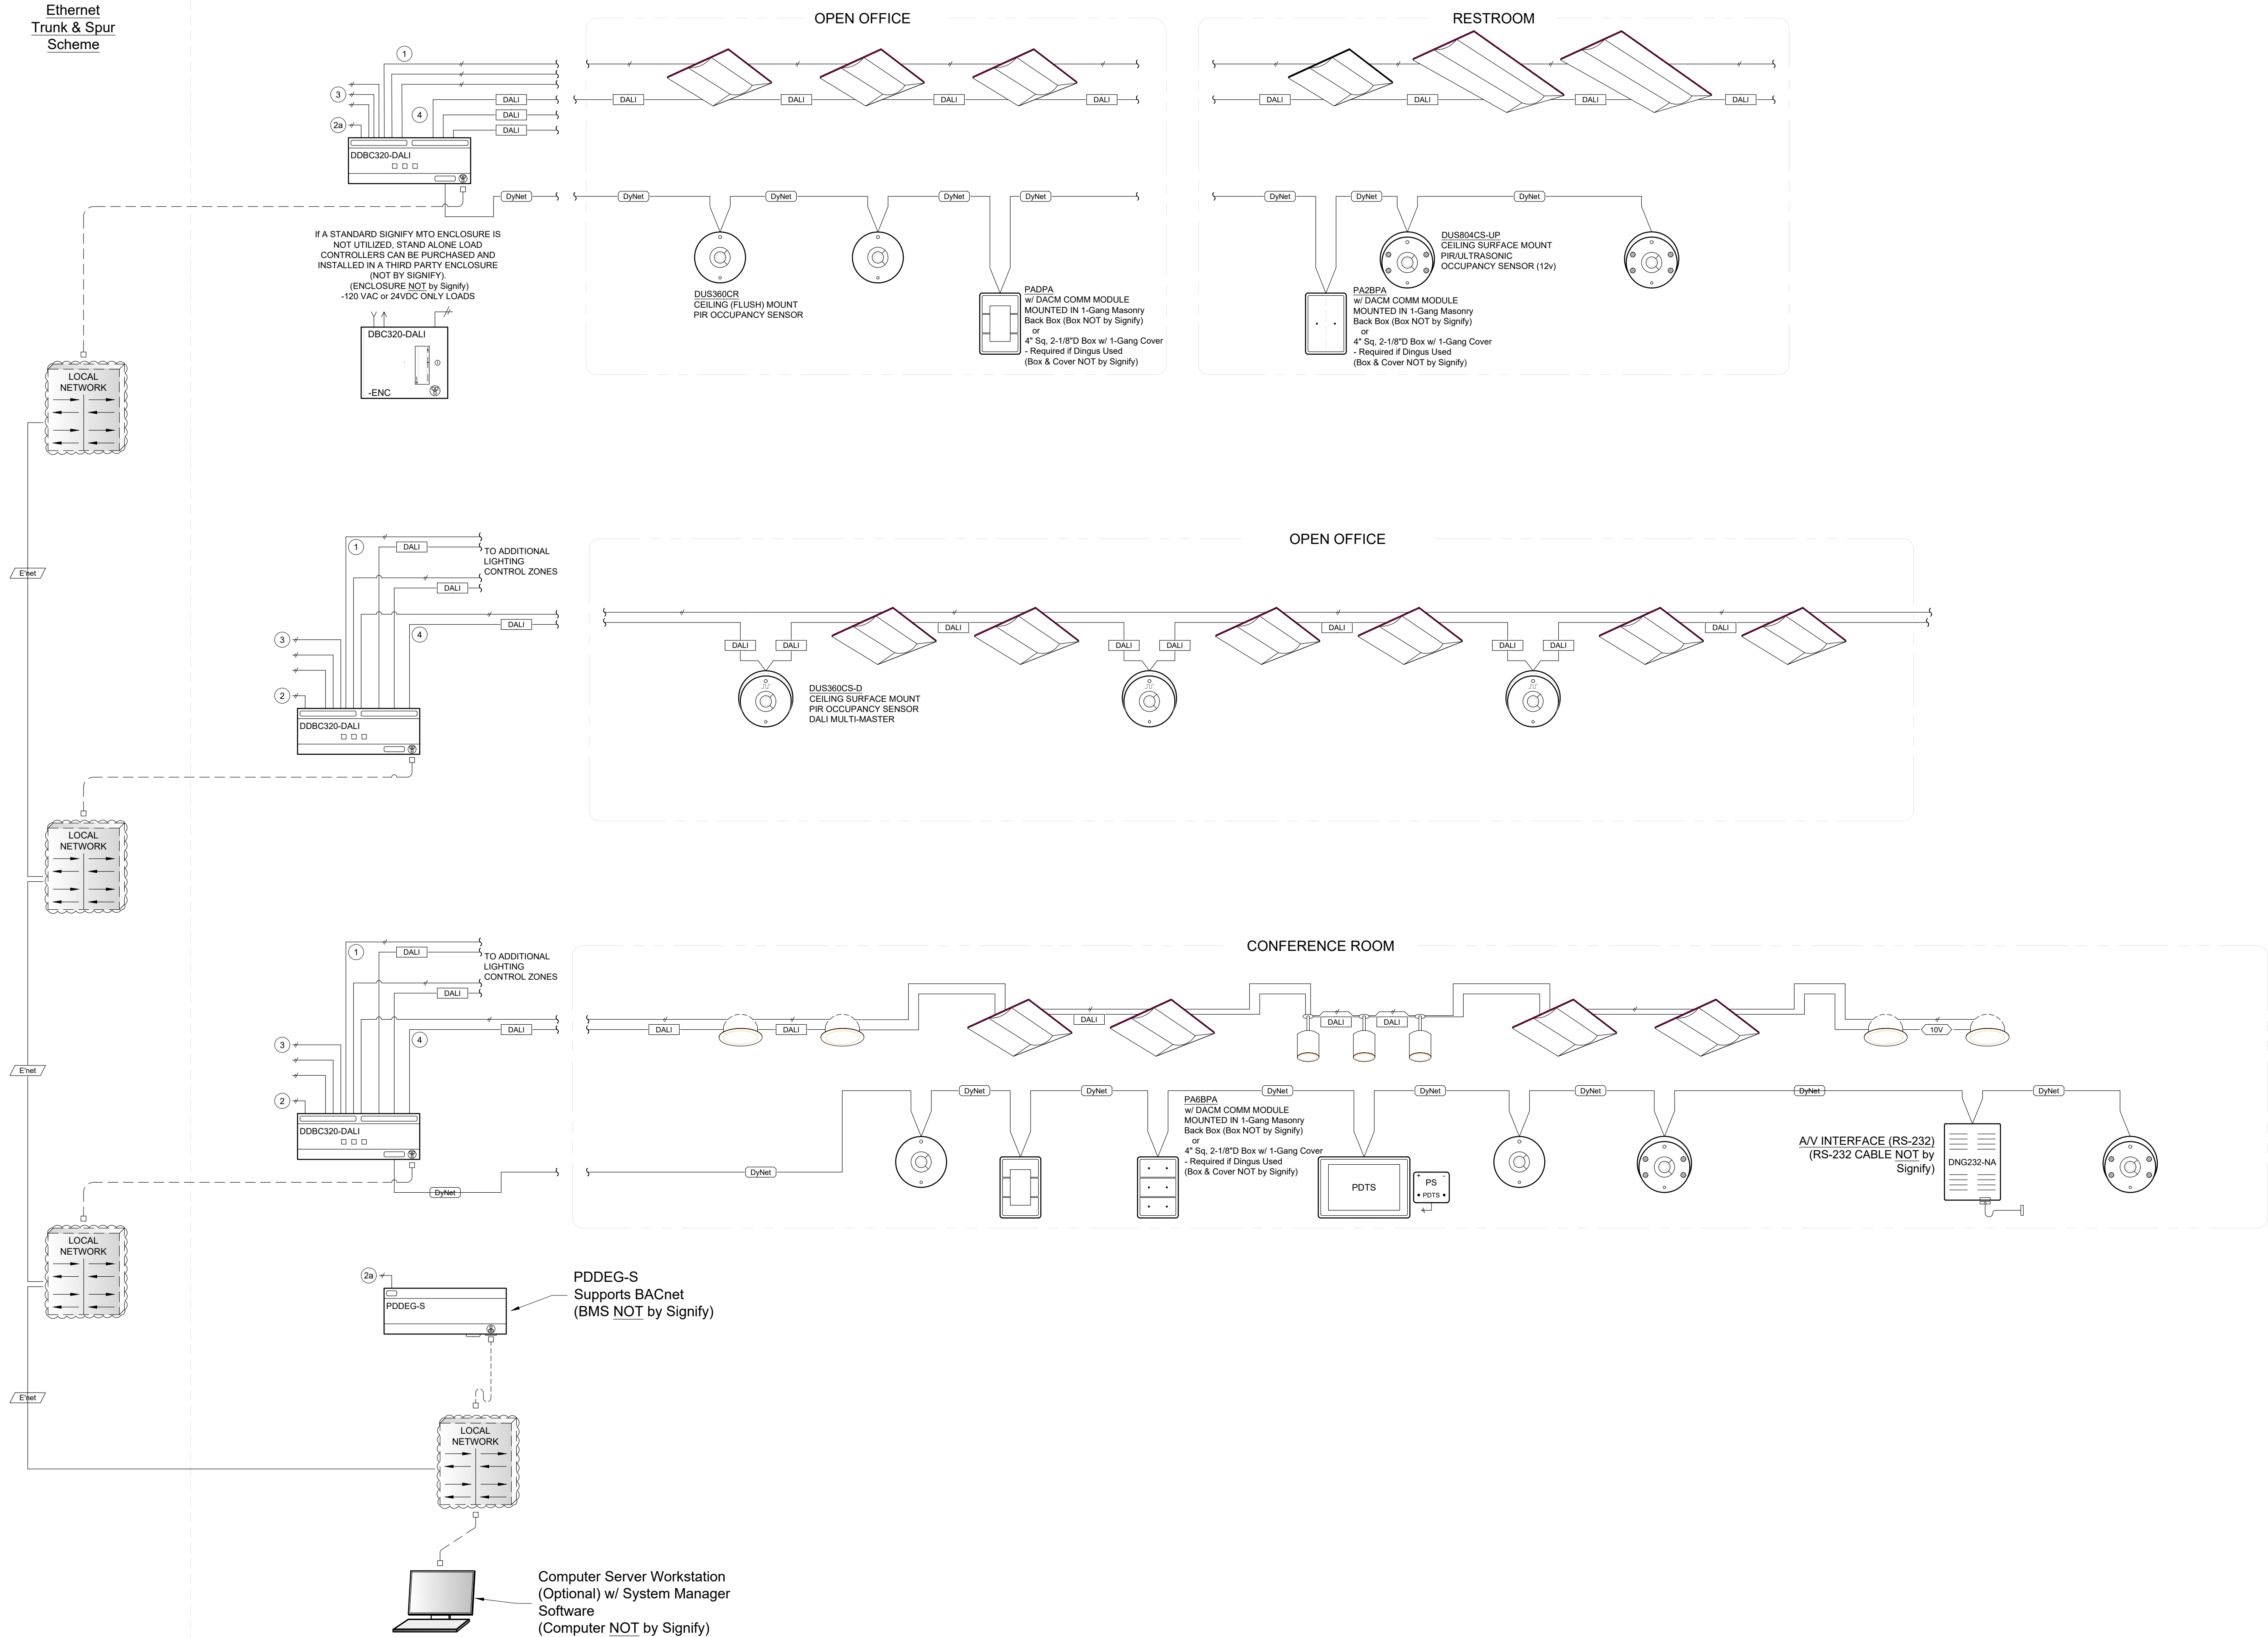 Ethernet
Trunk & Spur
Scheme
OPEN OFFICE
RESTROOM
1
3
4
2a
DALI
DALI
DALI
DALI
DALI
DALI
DALI
DALI
DALI
DALI
DALI
DDBC320-DALI
DyNet
DyNet
DyNet
DyNet
DyNet
DyNet
DyNet
DyNet
If A STANDARD SIGNIFY MTO ENCLOSURE IS
NOT UTILIZED, STAND ALONE LOAD
CONTROLLERS CAN BE PURCHASED AND
INSTALLED IN A THIRD PARTY ENCLOSURE
(NOT BY SIGNIFY).
(ENCLOSURE NOT by Signify)
-120 VAC or 24VDC ONLY LOADS
DBC320-DALI
-ENC
DUS360CR
CEILING (FLUSH) MOUNT
PIR OCCUPANCY SENSOR
PADPA
w/ DACM COMM MODULE
MOUNTED IN 1-Gang Masonry
Back Box (Box NOT by Signify)
or
4" Sq, 2-1/8"D Box w/ 1-Gang Cover
- Required if Dingus Used
(Box & Cover NOT by Signify)
PA2BPA
w/ DACM COMM MODULE
MOUNTED IN 1-Gang Masonry
Back Box (Box NOT by Signify)
or
4" Sq, 2-1/8"D Box w/ 1-Gang Cover
- Required if Dingus Used
(Box & Cover NOT by Signify)
DUS804CS-UP
CEILING SURFACE MOUNT
PIR/ULTRASONIC
OCCUPANCY SENSOR (12v)
LOCAL
NETWORK
E'net
OPEN OFFICE
1
DALI
TO ADDITIONAL
LIGHTING
CONTROL ZONES
DALI
DALI
4
3
2
DDBC320-DALI
DALI
DALI
DALI
DALI
DALI
DALI
DALI
DALI
DALI
DUS360CS-D
CEILING SURFACE MOUNT
PIR OCCUPANCY SENSOR
DALI MULTI-MASTER
LOCAL
NETWORK
E'net
CONFERENCE ROOM
1
DALI
TO ADDITIONAL
LIGHTING
CONTROL ZONES
DALI
DALI
4
3
2
DDBC320-DALI
DyNet
DALI
DALI
DALI
DALI
DALI
10V
DyNet
DyNet
DyNet
DyNet
DyNet
DyNet
DyNet
DyNet
PA6BPA
w/ DACM COMM MODULE
MOUNTED IN 1-Gang Masonry
Back Box (Box NOT by Signify)
or
4" Sq, 2-1/8"D Box w/ 1-Gang Cover
- Required if Dingus Used
(Box & Cover NOT by Signify)
PDTS
+ -
PS
PDTS
A/V INTERFACE (RS-232)
(RS-232 CABLE NOT by
Signify)
DNG232-NA
LOCAL
NETWORK
2a
PDDEG-S
PDDEG-S
Supports BACnet
(BMS NOT by Signify)
E'net
LOCAL
NETWORK
Computer Server Workstation
(Optional) w/ System Manager
Software
(Computer NOT by Signify)